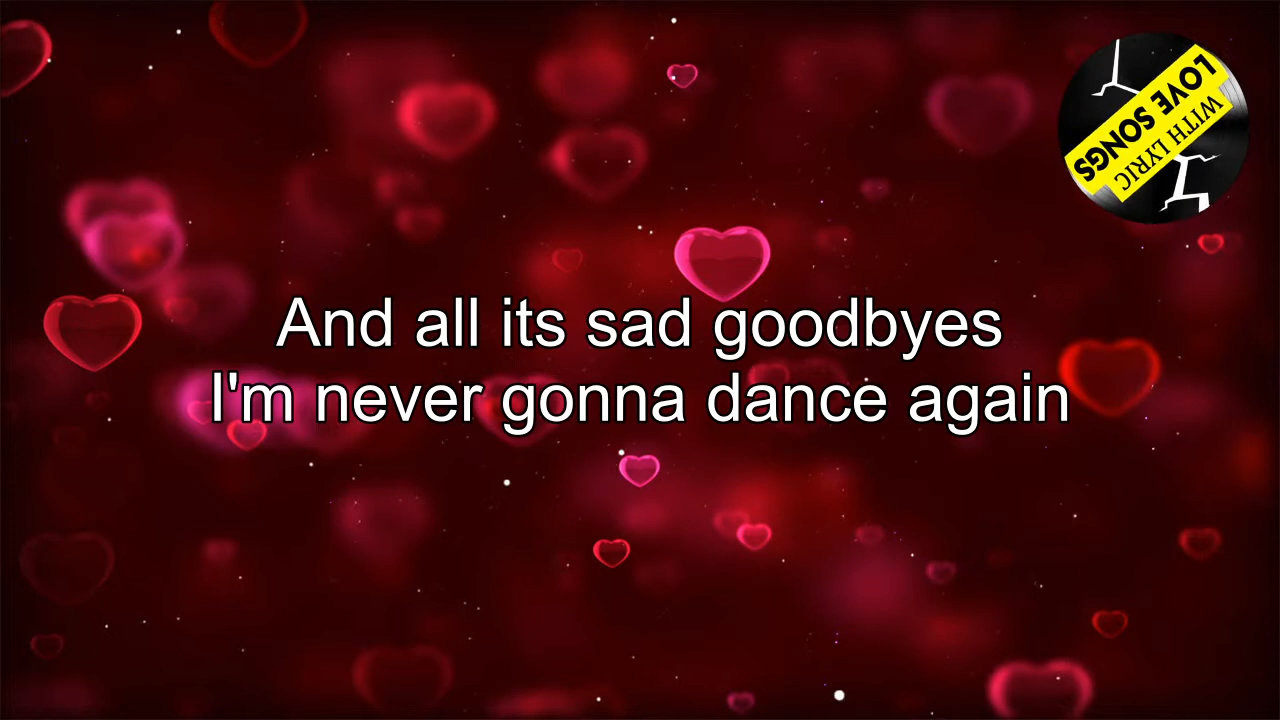 And all its sad goodbyes
I'm never gonna dance again
LOVE SONGS
WITH LYRIC